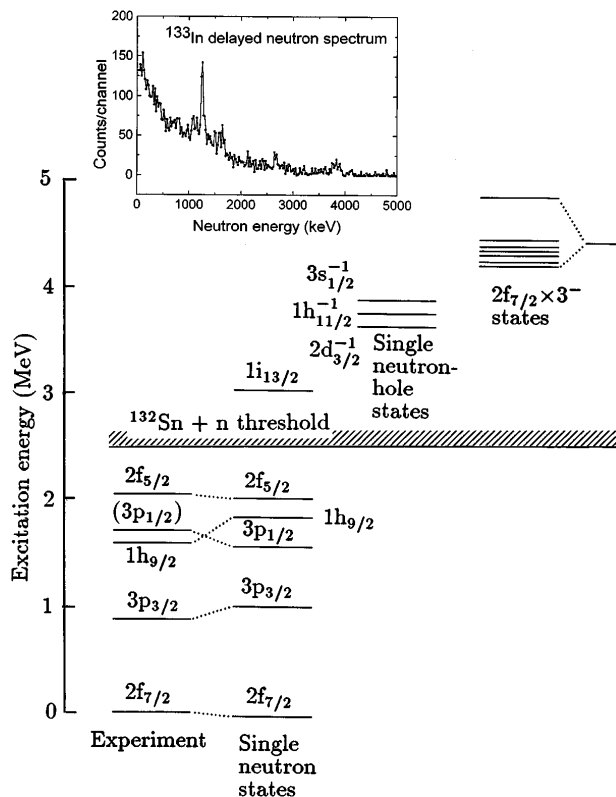 ¹³³In delayed neutron spectrum
200
150
100
50
0
Counts/channel
0 1000 2000 3000 4000 5000
Neutron energy (keV)
5
4
3
2
1
0
Excitation energy (MeV)
3s₁/₂⁻¹
1h₁₁/₂⁻¹
2d₃/₂⁻¹
Single
neutron-
hole
states
2f₇/₂×3⁻
states
1i₁₃/₂
¹³²Sn + n threshold
2f₅/₂ 2f₅/₂
(3p₁/₂) 1h₉/₂
3p₁/₂
1h₉/₂
3p₃/₂ 3p₃/₂
2f₇/₂ 2f₇/₂
Experiment
Single
neutron
states